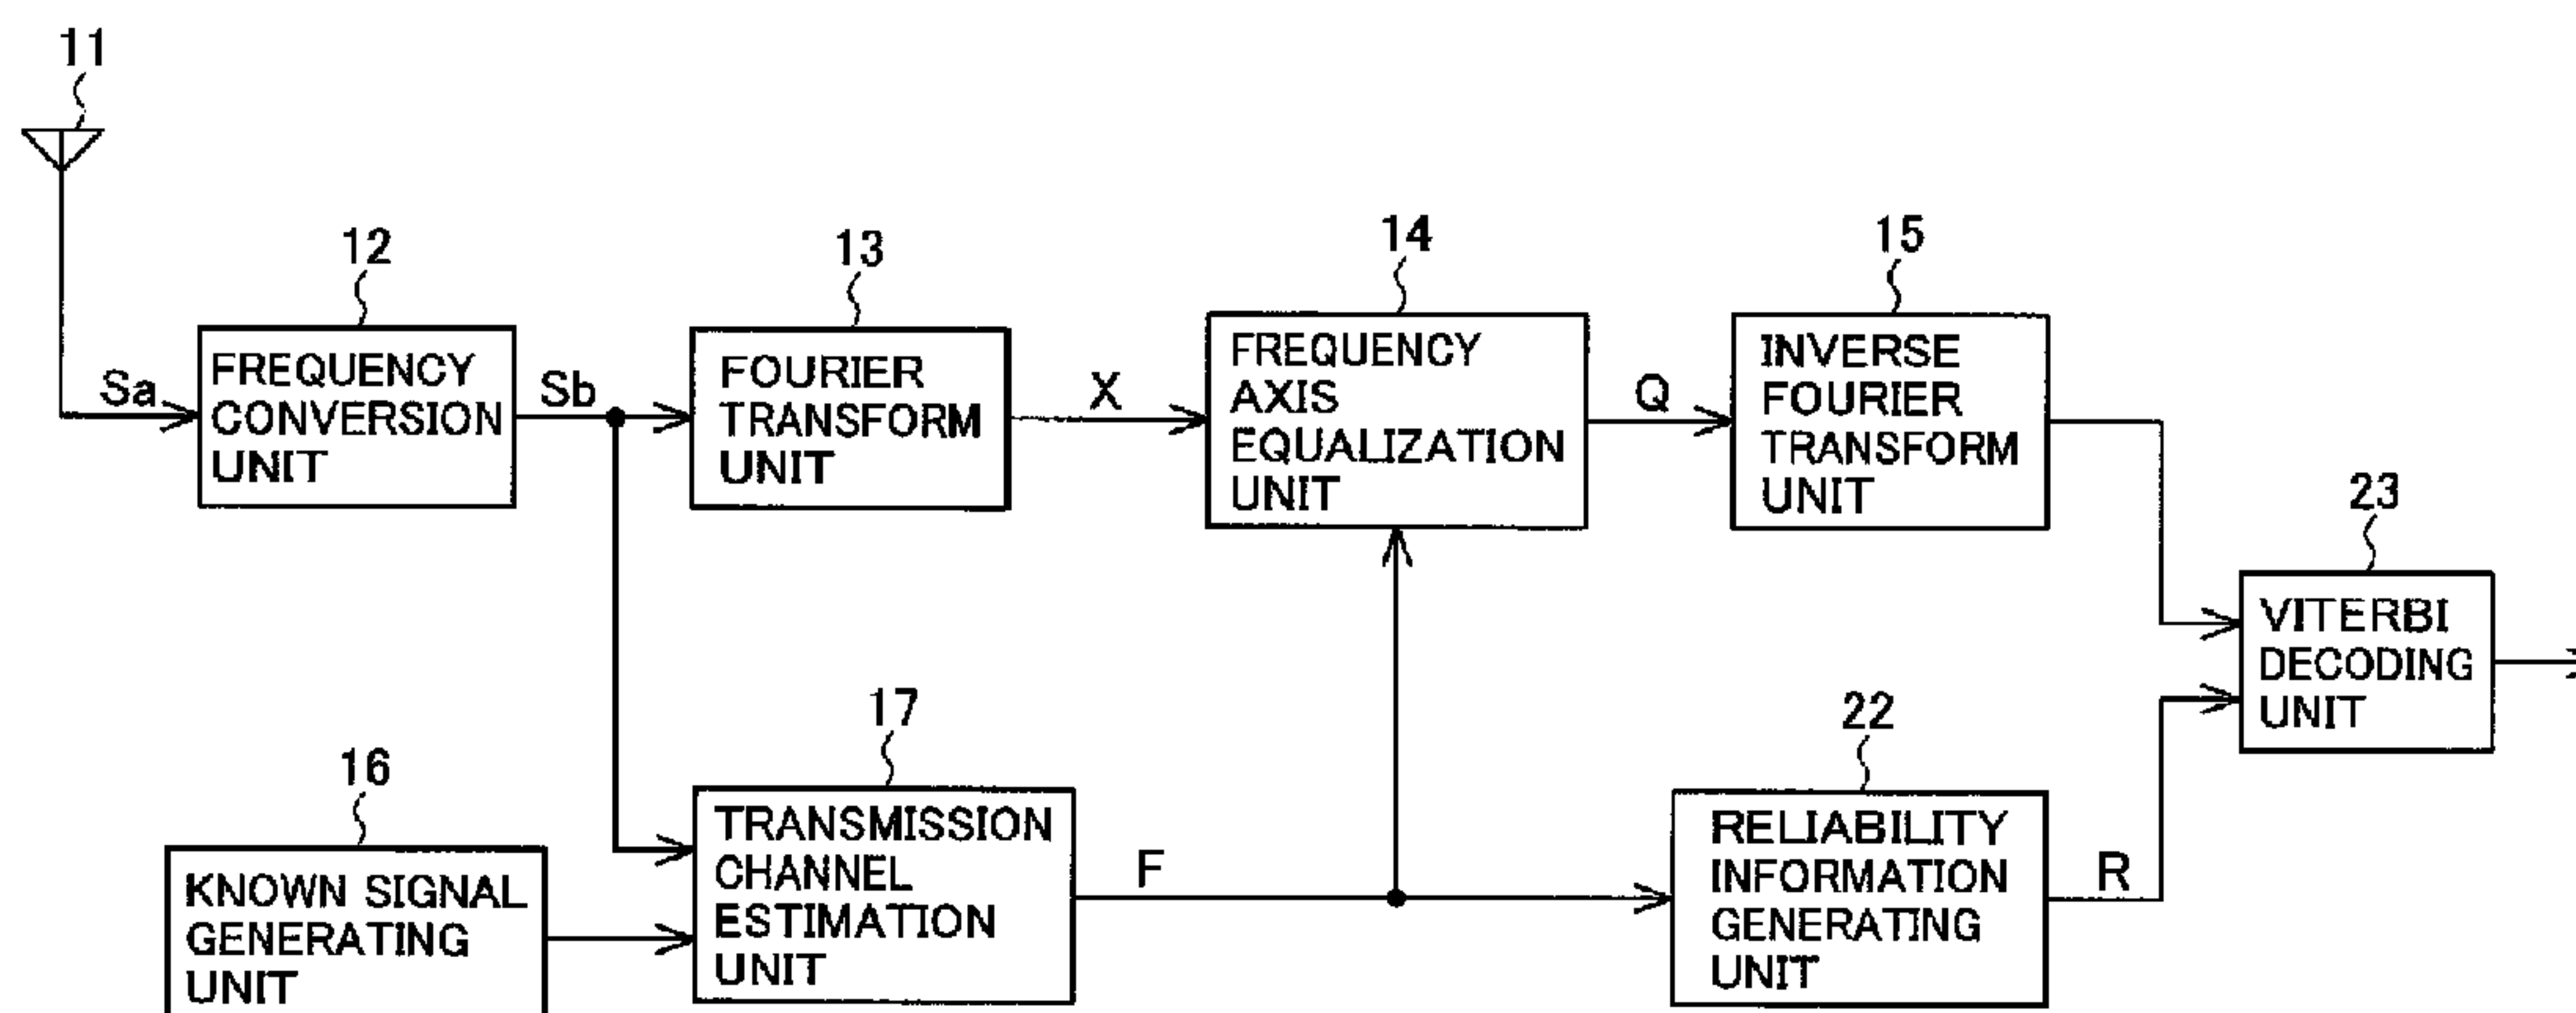 11
12
FREQUENCY
CONVERSION
UNIT
Sa
Sb
13
FOURIER
TRANSFORM
UNIT
X
14
FREQUENCY
AXIS
EQUALIZATION
UNIT
Q
15
INVERSE
FOURIER
TRANSFORM
UNIT
23
VITERBI
DECODING
UNIT
16
KNOWN SIGNAL
GENERATING
UNIT
17
TRANSMISSION
CHANNEL
ESTIMATION
UNIT
F
22
RELIABILITY
INFORMATION
GENERATING
UNIT
R